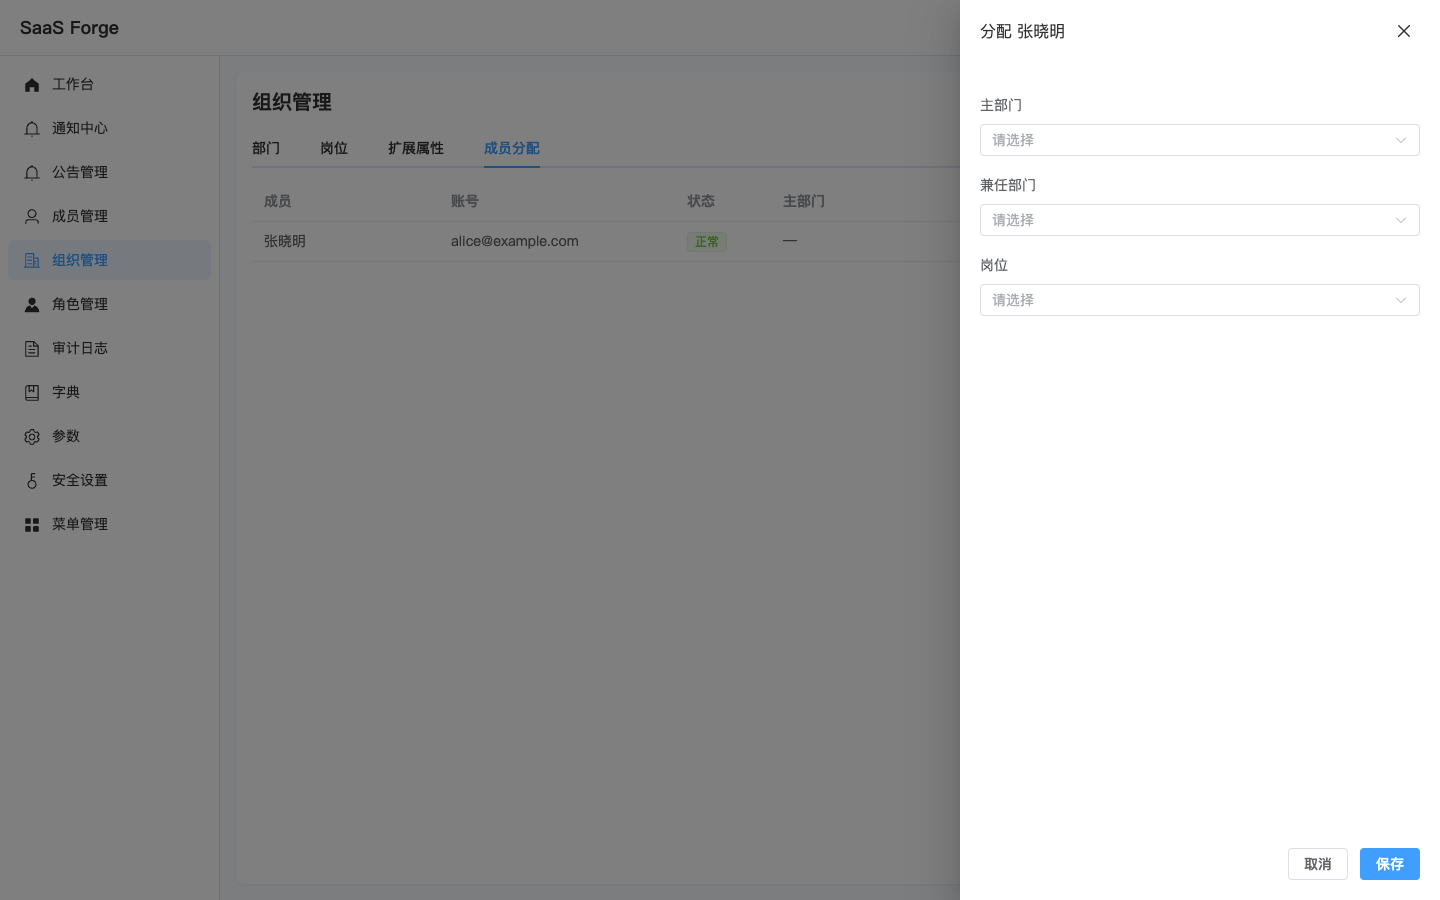 SaaS Forge
工作台
通知中心
公告管理
成员管理
组织管理
角色管理
审计日志
字典
参数
安全设置
菜单管理
组织管理
部门 岗位 扩展属性 成员分配
成员 账号 状态 主部门
张晓明 alice@example.com 正常 —
分配 张晓明
主部门
请选择
兼任部门
请选择
岗位
请选择
取消 保存